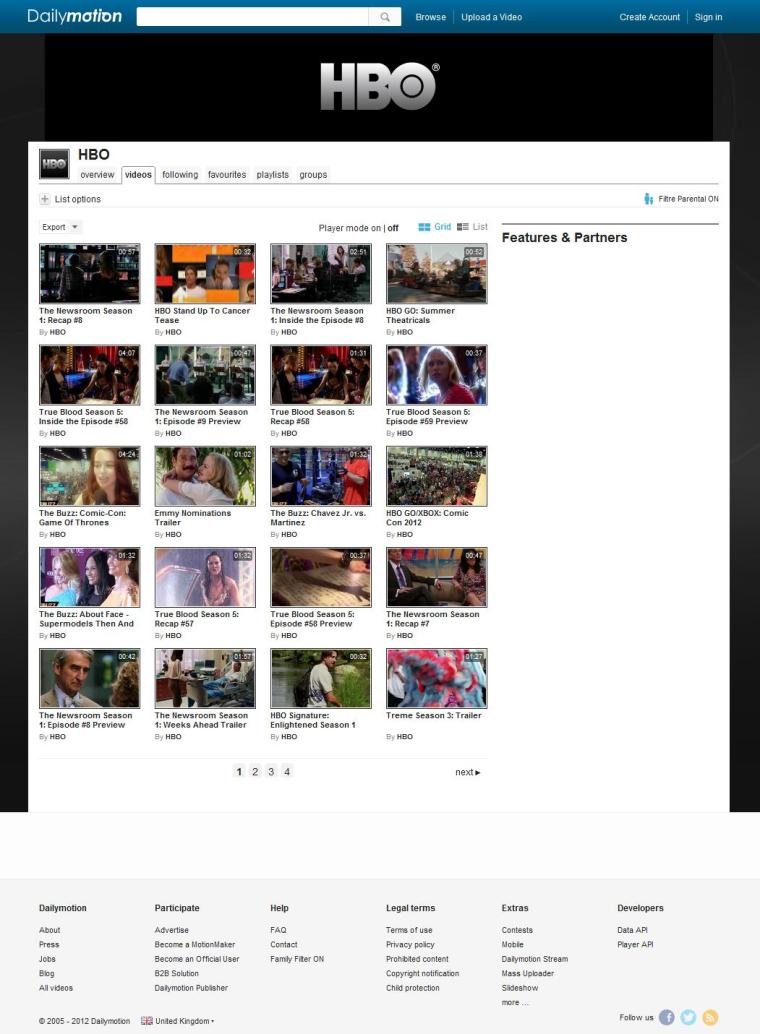 Dailymotion
Browse
Upload a Video
Create Account
Sign in
HBO®
HBO
HBO
overview
videos
following
favourites
playlists
groups
List options
Filtre Parental ON
Export
Player mode on | off
Grid
List
Features & Partners
00:57
00:32
02:51
00:52
The Newsroom Season
1: Recap #8
By HBO
HBO Stand Up To Cancer
Tease
By HBO
The Newsroom Season
1: Inside the Episode #8
By HBO
HBO GO: Summer
Theatricals
By HBO
04:07
00:47
01:31
00:37
True Blood Season 5:
Inside the Episode #58
By HBO
The Newsroom Season
1: Episode #9 Preview
By HBO
True Blood Season 5:
Recap #58
By HBO
True Blood Season 5:
Episode #59 Preview
By HBO
04:24
01:02
01:32
01:38
The Buzz: Comic-Con:
Game Of Thrones
By HBO
Emmy Nominations
Trailer
By HBO
The Buzz: Chavez Jr. vs.
Martinez
By HBO
HBO GO/XBOX: Comic
Con 2012
By HBO
01:32
01:32
00:37
00:47
The Buzz: About Face -
Supermodels Then And
By HBO
True Blood Season 5:
Recap #57
By HBO
True Blood Season 5:
Episode #58 Preview
By HBO
The Newsroom Season
1: Recap #7
By HBO
00:42
01:57
00:32
01:27
The Newsroom Season
1: Episode #8 Preview
By HBO
The Newsroom Season
1: Weeks Ahead Trailer
By HBO
HBO Signature:
Enlightened Season 1
By HBO
Treme Season 3: Trailer
By HBO
1 2 3 4
next
Dailymotion
About
Press
Jobs
Blog
All videos
Participate
Advertise
Become a MotionMaker
Become an Official User
B2B Solution
Dailymotion Publisher
Help
FAQ
Contact
Family Filter ON
Legal terms
Terms of use
Privacy policy
Prohibited content
Copyright notification
Child protection
Extras
Contests
Mobile
Dailymotion Stream
Mass Uploader
Slideshow
more ...
Developers
Data API
Player API
© 2005 - 2012 Dailymotion
United Kingdom
Follow us